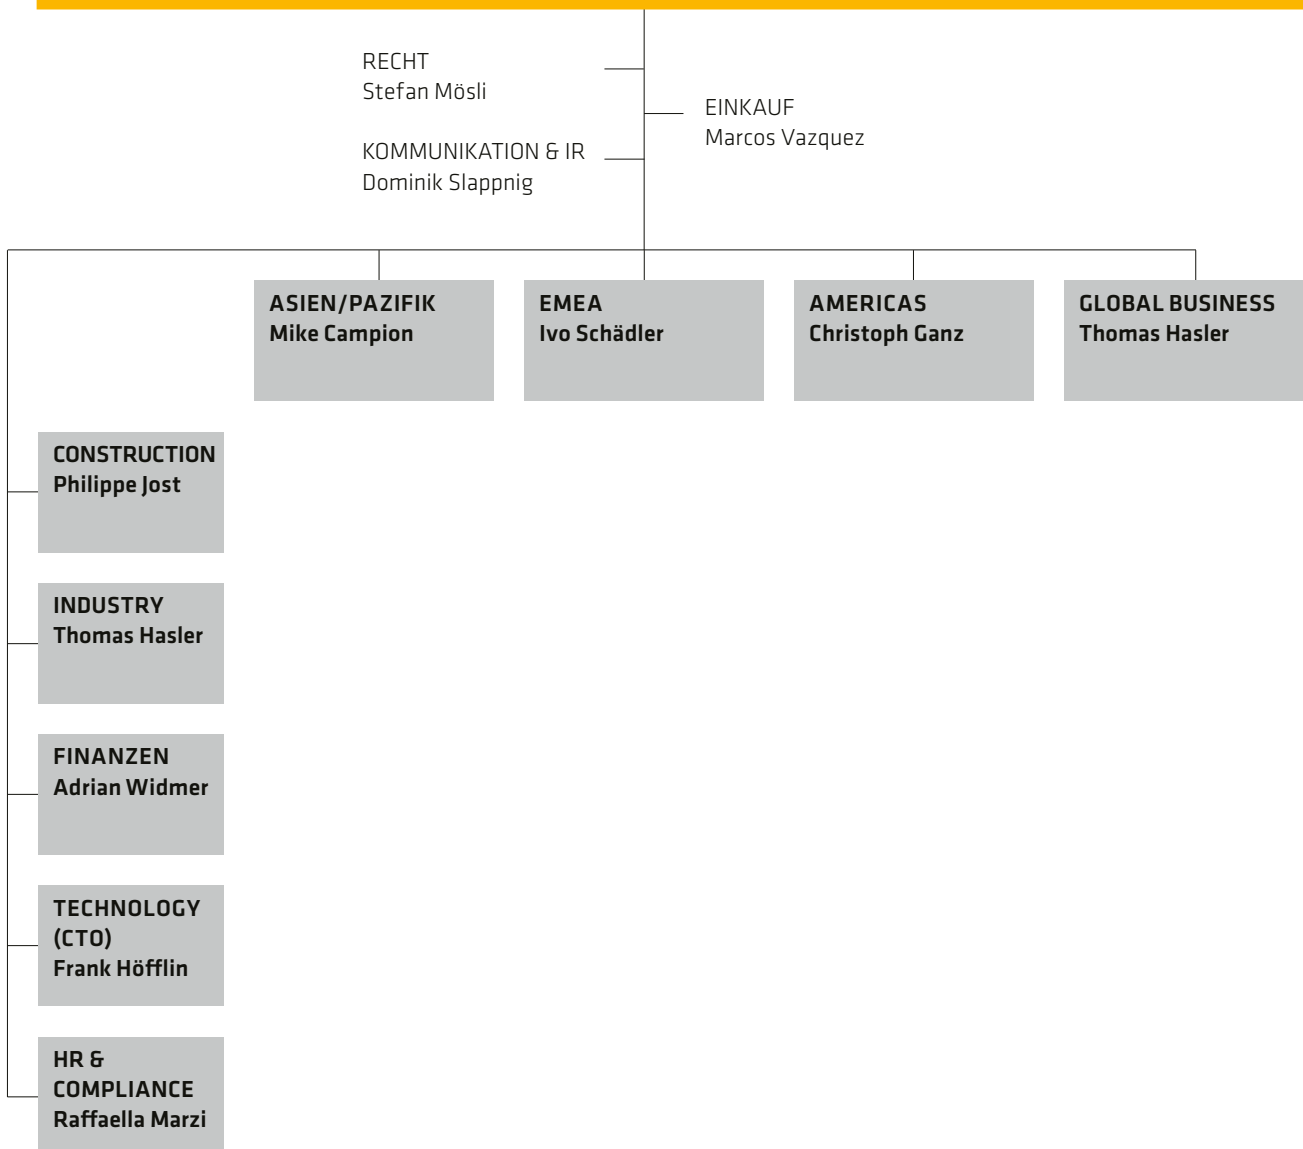 RECHT
Stefan Mösli
EINKAUF
Marcos Vazquez
KOMMUNIKATION & IR
Dominik Slappnig
ASIEN/PAZIFIK
Mike Campion
EMEA
Ivo Schädler
AMERICAS
Christoph Ganz
GLOBAL BUSINESS
Thomas Hasler
CONSTRUCTION
Philippe Jost
INDUSTRY
Thomas Hasler
FINANZEN
Adrian Widmer
TECHNOLOGY
(CTO)
Frank Höfflin
HR &
COMPLIANCE
Raffaella Marzi